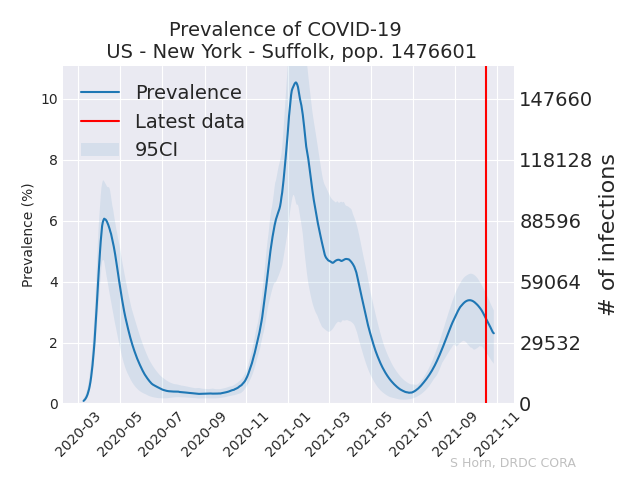 Prevalence of COVID-19
US - New York - Suffolk, pop. 1476601
Prevalence
Latest data
95CI
Prevalence (%)
10
8
6
4
2
0
147660
118128
88596
59064
29532
0
# of infections
2020-03
2020-05
2020-07
2020-09
2020-11
2021-01
2021-03
2021-05
2021-07
2021-09
2021-11
S Horn, DRDC CORA